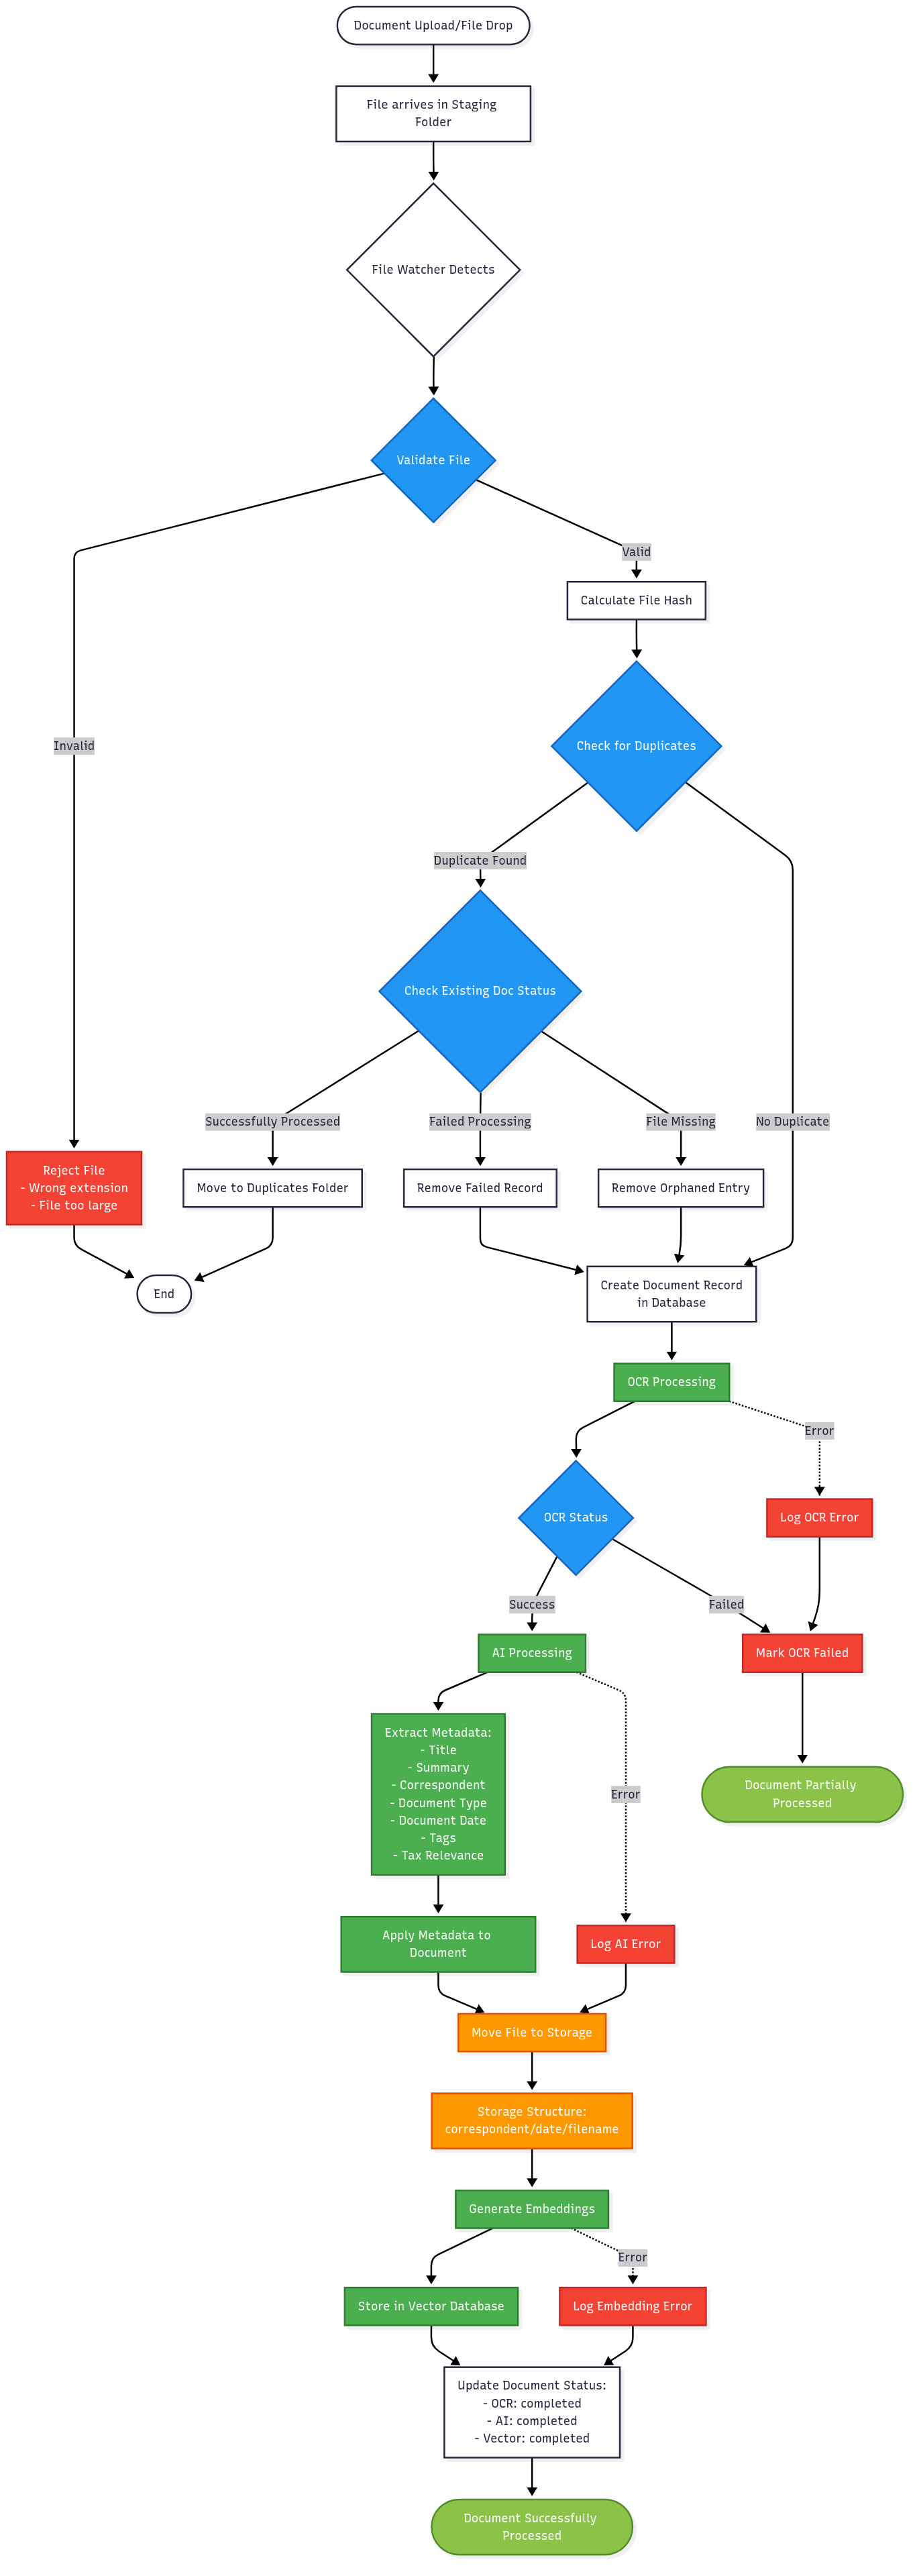 Document Upload/File Drop
File arrives in Staging
Folder
File Watcher Detects
Validate File
Valid
Calculate File Hash
Invalid
Check for Duplicates
Duplicate Found
Check Existing Doc Status
Successfully Processed
Failed Processing
File Missing
No Duplicate
Reject File
- Wrong extension
- File too large
Move to Duplicates Folder
Remove Failed Record
Remove Orphaned Entry
End
Create Document Record
in Database
OCR Processing
Error
OCR Status
Log OCR Error
Success
Failed
AI Processing
Mark OCR Failed
Extract Metadata:
- Title
- Summary
- Correspondent
- Document Type
- Document Date
- Tags
- Tax Relevance
Error
Document Partially
Processed
Apply Metadata to
Document
Log AI Error
Move File to Storage
Storage Structure:
correspondent/date/filename
Generate Embeddings
Error
Store in Vector Database
Log Embedding Error
Update Document Status:
- OCR: completed
- AI: completed
- Vector: completed
Document Successfully
Processed